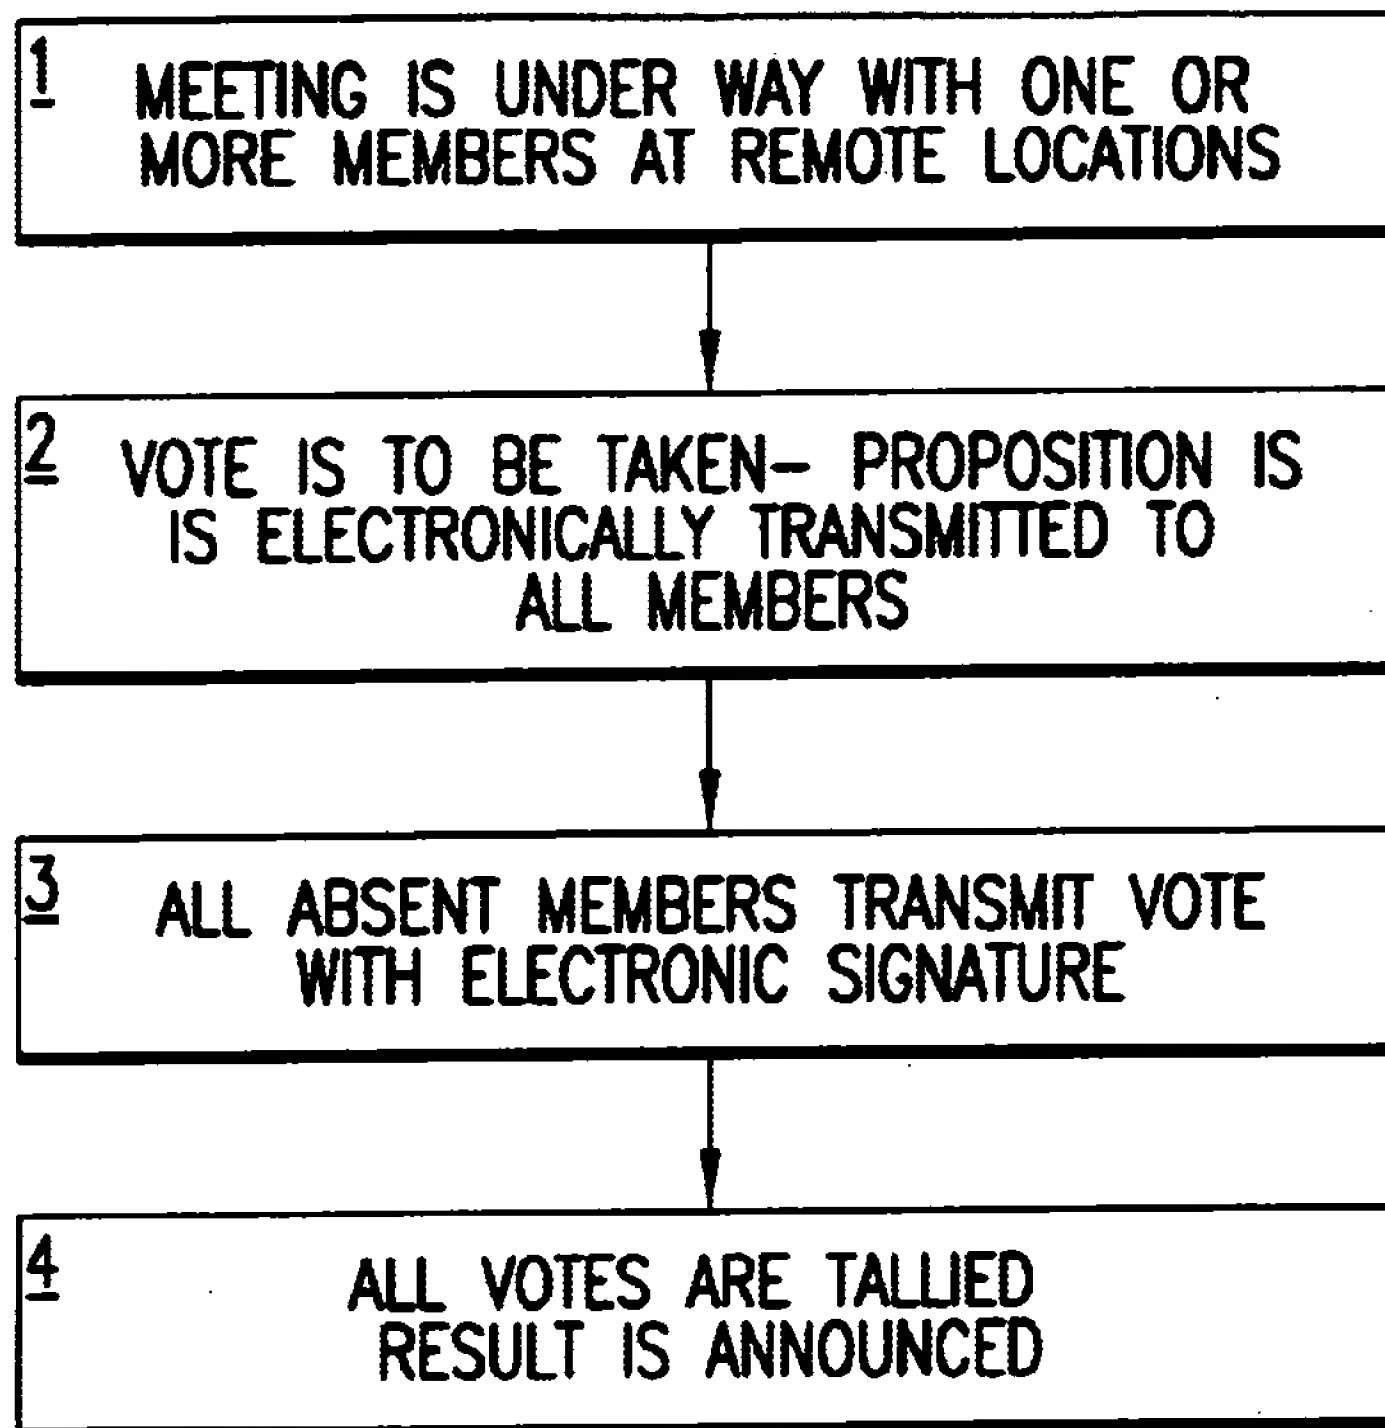 1
MEETING IS UNDER WAY WITH ONE OR
MORE MEMBERS AT REMOTE LOCATIONS
2
VOTE IS TO BE TAKEN– PROPOSITION IS
IS ELECTRONICALLY TRANSMITTED TO
ALL MEMBERS
3
ALL ABSENT MEMBERS TRANSMIT VOTE
WITH ELECTRONIC SIGNATURE
4
ALL VOTES ARE TALLIED
RESULT IS ANNOUNCED